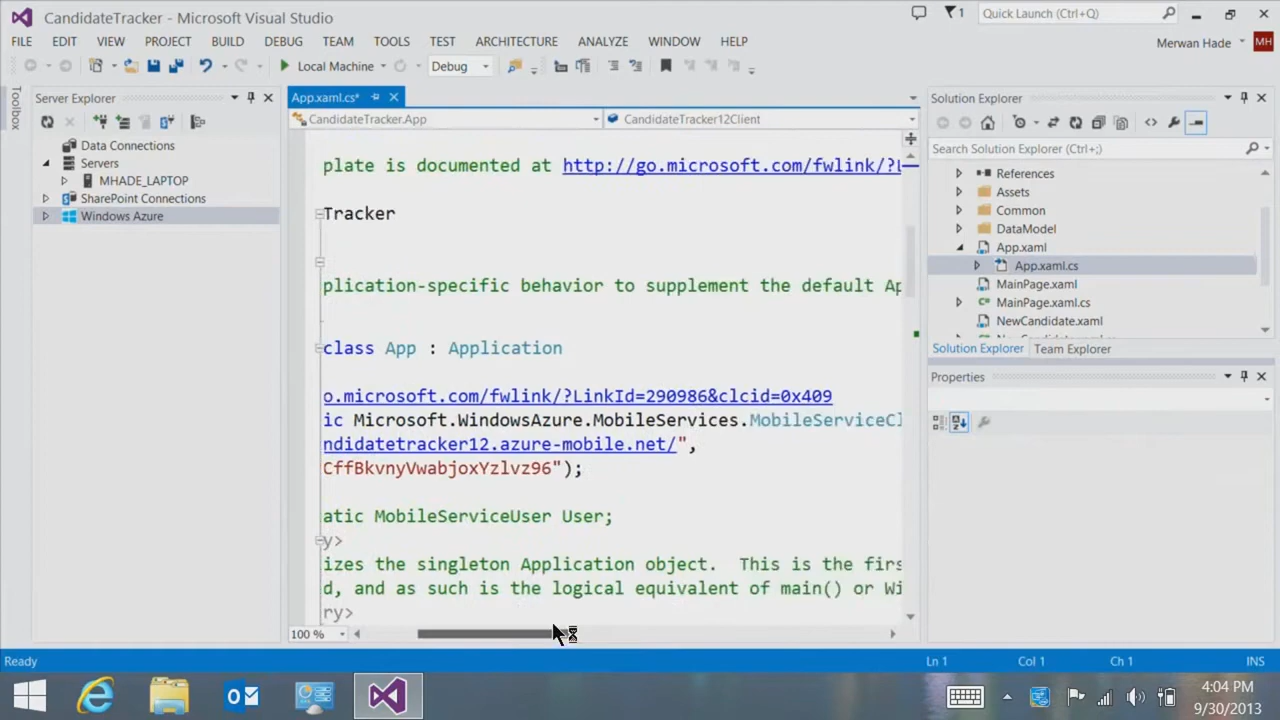 CandidateTracker - Microsoft Visual Studio
1
Quick Launch (Ctrl+Q)
FILE EDIT VIEW PROJECT BUILD DEBUG TEAM TOOLS TEST ARCHITECTURE ANALYZE WINDOW HELP
Merwan Hade
MH
Local Machine
Debug
Toolbox
Server Explorer
Data Connections
Servers
MHADE_LAPTOP
SharePoint Connections
Windows Azure
App.xaml.cs*
CandidateTracker.App
CandidateTracker12Client
plate is documented at http://go.microsoft.com/fwlink/?L
Tracker
plication-specific behavior to supplement the default Ap
class App : Application
o.microsoft.com/fwlink/?LinkId=290986&clcid=0x409
ic Microsoft.WindowsAzure.MobileServices.MobileServiceCl
ndidatetracker12.azure-mobile.net/",
CffBkvnyVwabjoxYzlvz96");
atic MobileServiceUser User;
y>
izes the singleton Application object.  This is the firs
d, and as such is the logical equivalent of main() or Wi
ry>
100 %
Solution Explorer
Search Solution Explorer (Ctrl+;)
References
Assets
Common
DataModel
App.xaml
App.xaml.cs
MainPage.xaml
MainPage.xaml.cs
NewCandidate.xaml
Solution Explorer
Team Explorer
Properties
Ready
Ln 1
Col 1
Ch 1
INS
4:04 PM
9/30/2013